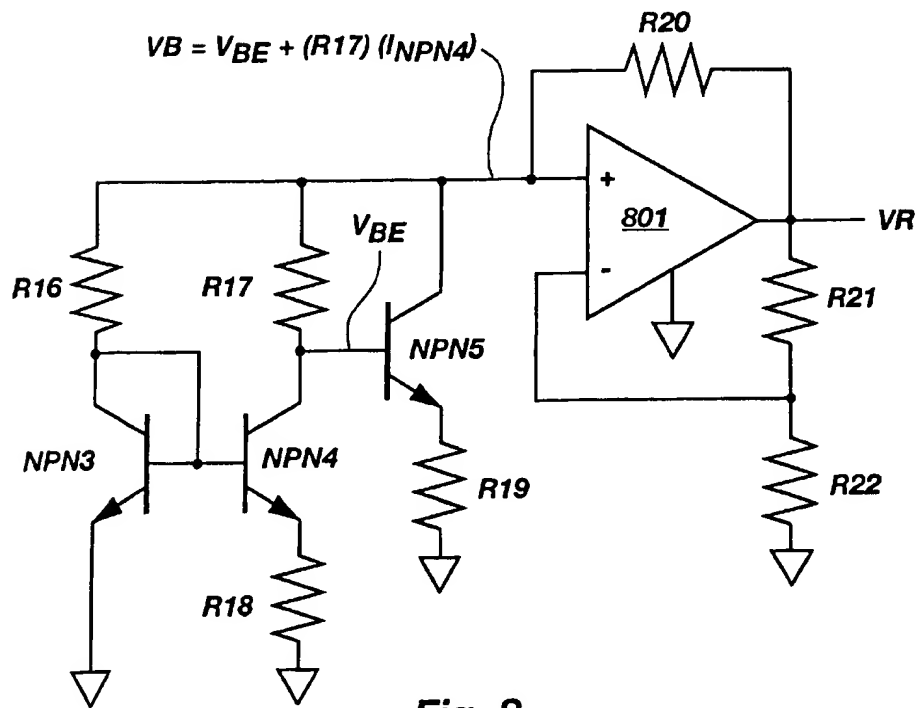 R20
VB = VBE + (R17) (INPN4)
+
801
VR
VBE
-
R16
R17
R21
NPN5
NPN3
NPN4
R19
R22
R18